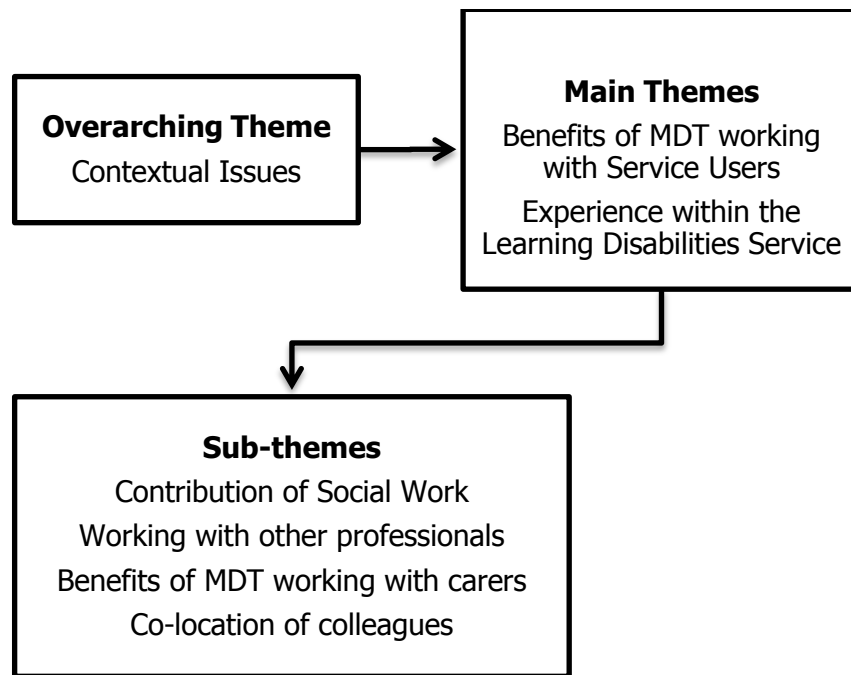 Overarching Theme
Contextual Issues
Main Themes
Benefits of MDT working
with Service Users
Experience within the
Learning Disabilities Service
Sub-themes
Contribution of Social Work
Working with other professionals
Benefits of MDT working with carers
Co-location of colleagues